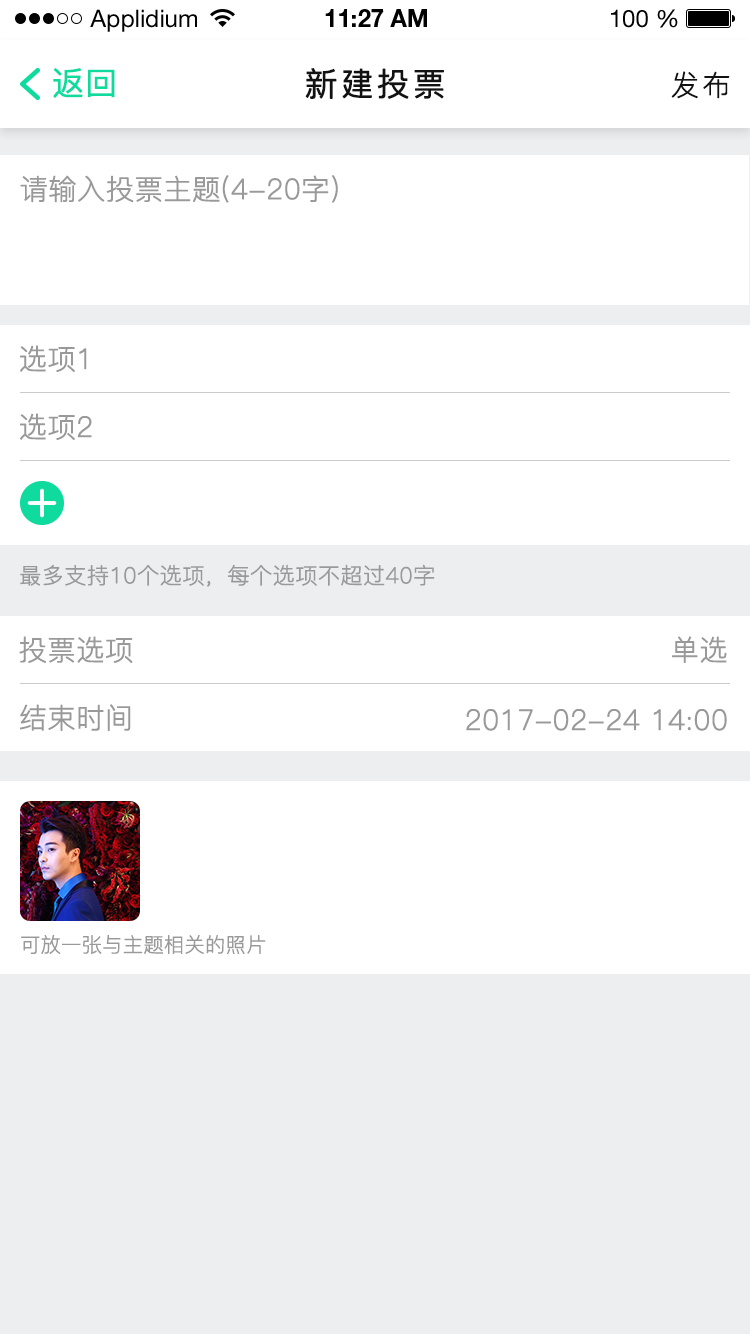 Applidium 11:27 AM 100 %
返回 新建投票 发布
请输入投票主题(4-20字)
选项1
选项2
最多支持10个选项，每个选项不超过40字
投票选项 单选
结束时间 2017-02-24 14:00
可放一张与主题相关的照片